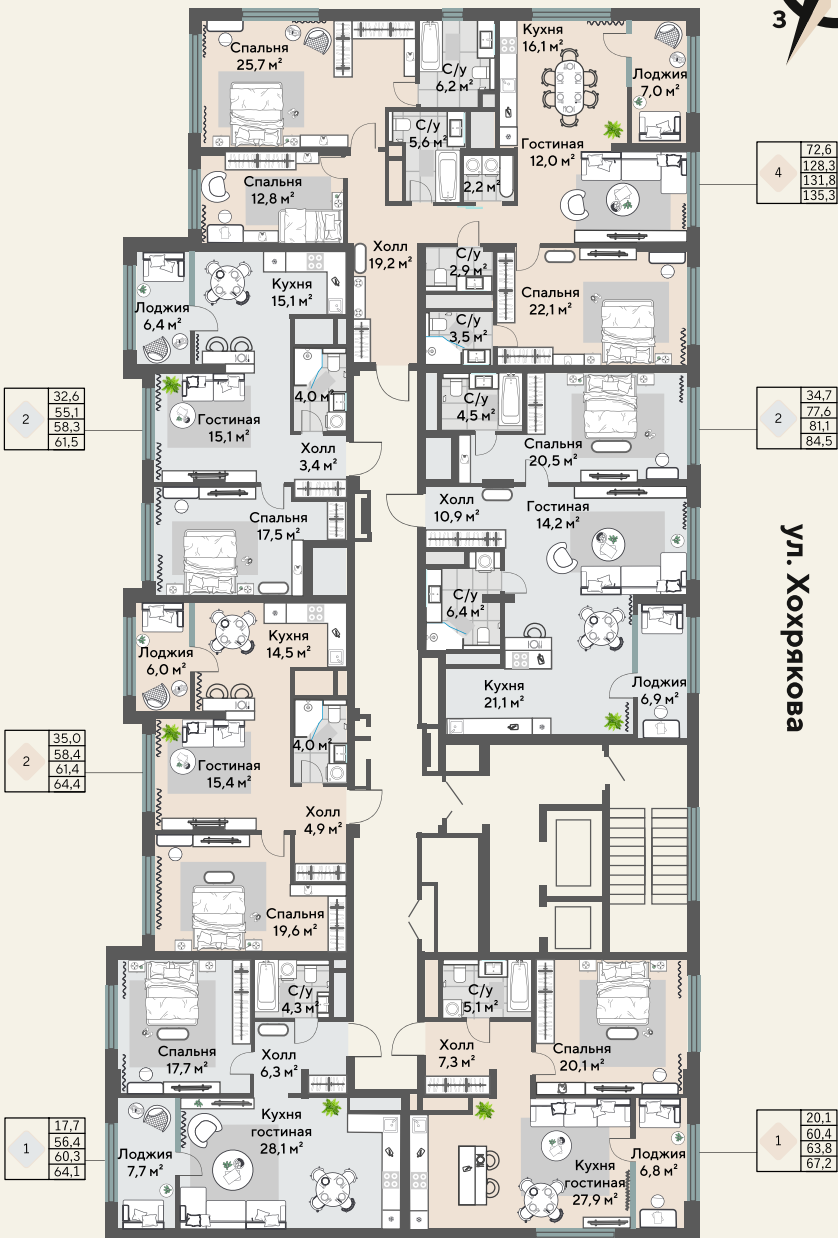 З
Спальня
25,7 м²
С/у
6,2 м²
Кухня
16,1 м²
Лоджия
7,0 м²
С/у
5,6 м²
Гостиная
12,0 м²
2,2 м²
4
72,6
128,3
131,8
135,3
Спальня
12,8 м²
Холл
19,2 м²
С/у
2,9 м²
Спальня
22,1 м²
С/у
3,5 м²
Кухня
15,1 м²
Лоджия
6,4 м²
4,0 м²
Гостиная
15,1 м²
Холл
3,4 м²
Спальня
17,5 м²
2
32,6
55,1
58,3
61,5
С/у
4,5 м²
Спальня
20,5 м²
2
34,7
77,6
81,1
84,5
Холл
10,9 м²
Гостиная
14,2 м²
С/у
6,4 м²
Кухня
21,1 м²
Лоджия
6,9 м²
ул. Хохрякова
Кухня
14,5 м²
Лоджия
6,0 м²
4,0 м²
Гостиная
15,4 м²
Холл
4,9 м²
Спальня
19,6 м²
2
35,0
58,4
61,4
64,4
С/у
4,3 м²
Спальня
17,7 м²
Холл
6,3 м²
Кухня
гостиная
28,1 м²
Лоджия
7,7 м²
1
17,7
56,4
60,3
64,1
С/у
5,1 м²
Холл
7,3 м²
Спальня
20,1 м²
Кухня
гостиная
27,9 м²
Лоджия
6,8 м²
1
20,1
60,4
63,8
67,2